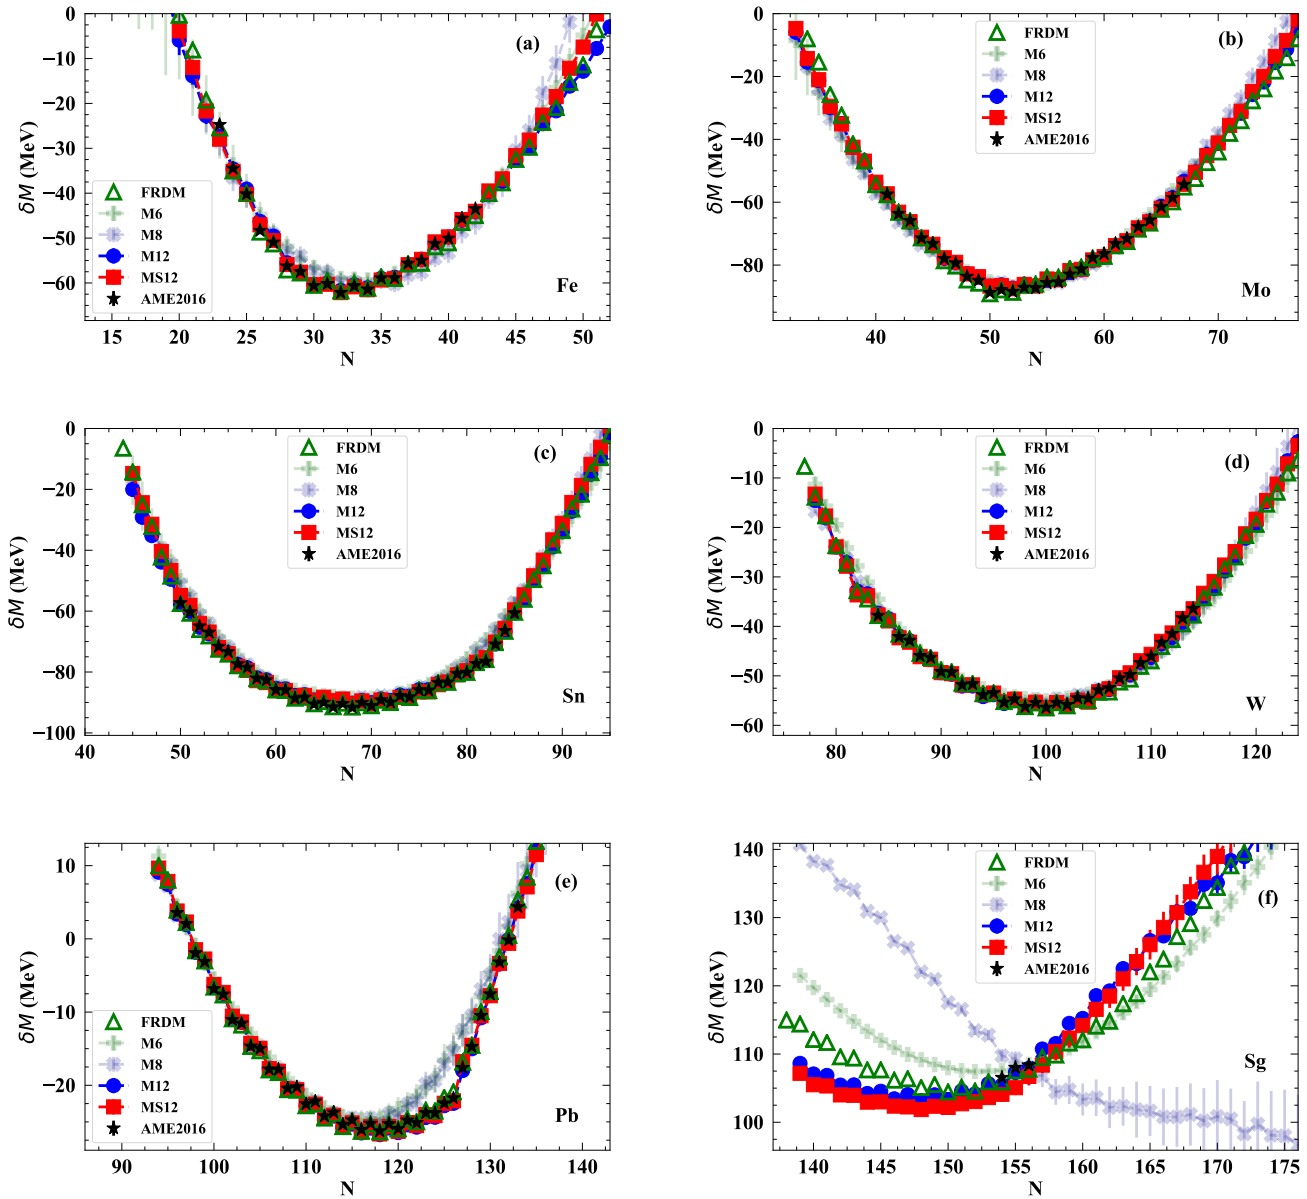 0
−10
−20
−30
−40
−50
−60
δM (MeV)
(a)
FRDM
M6
M8
M12
MS12
AME2016
Fe
15 20 25 30 35 40 45 50
N
0
−20
−40
−60
−80
δM (MeV)
(b)
FRDM
M6
M8
M12
MS12
AME2016
Mo
40 50 60 70
N
0
−20
−40
−60
−80
−100
δM (MeV)
(c)
FRDM
M6
M8
M12
MS12
AME2016
Sn
40 50 60 70 80 90
N
0
−10
−20
−30
−40
−50
−60
δM (MeV)
(d)
FRDM
M6
M8
M12
MS12
AME2016
W
80 90 100 110 120
N
10
0
−10
−20
δM (MeV)
(e)
FRDM
M6
M8
M12
MS12
AME2016
Pb
90 100 110 120 130 140
N
140
130
120
110
100
δM (MeV)
(f)
FRDM
M6
M8
M12
MS12
AME2016
Sg
140 145 150 155 160 165 170 175
N